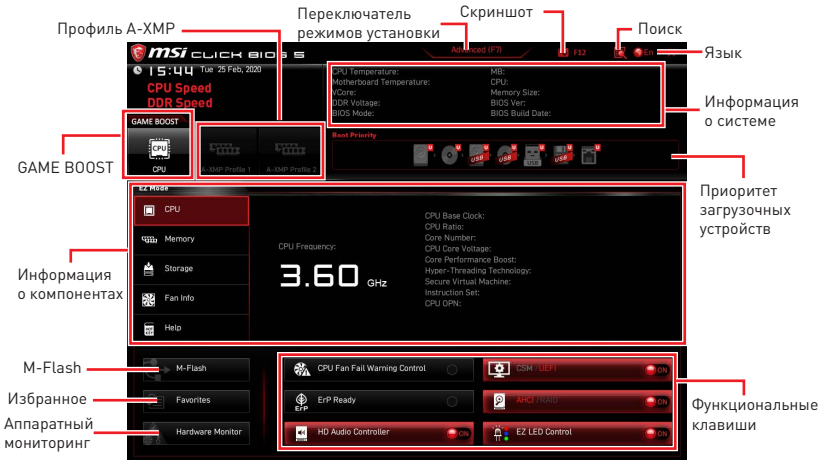 Профиль A-XMP
Переключатель
режимов установки
Скриншот
Поиск
Язык
msi CLICK BIOS 5
Advanced (F7)
F12
En
15:44 Tue 25 Feb, 2020
CPU Speed
DDR Speed
CPU Temperature:
Motherboard Temperature:
VCore:
DDR Voltage:
BIOS Mode:
MB:
CPU:
Memory Size:
BIOS Ver:
BIOS Build Date:
Информация
о системе
GAME BOOST
CPU
CPU
A-XMP Profile 1
A-XMP Profile 2
Boot Priority
U U U U U U U
USB USB USB USB
GAME BOOST
Приоритет
загрузочных
устройств
EZ Mode
CPU
Memory
Storage
Fan Info
Help
CPU Frequency:
3.60 GHz
CPU Base Clock:
CPU Ratio:
Core Number:
CPU Core Voltage:
Core Performance Boost:
Hyper-Threading Technology:
Secure Virtual Machine:
Instruction Set:
CPU OPN:
Информация
о компонентах
M-Flash
Избранное
Аппаратный
мониторинг
M-Flash
Favorites
Hardware Monitor
CPU Fan Fail Warning Control
CSM /UEFI
ON
ErP
ErP Ready
AHCI /RAID
ON
HD Audio Controller
ON
EZ LED Control
ON
Функциональные
клавиши